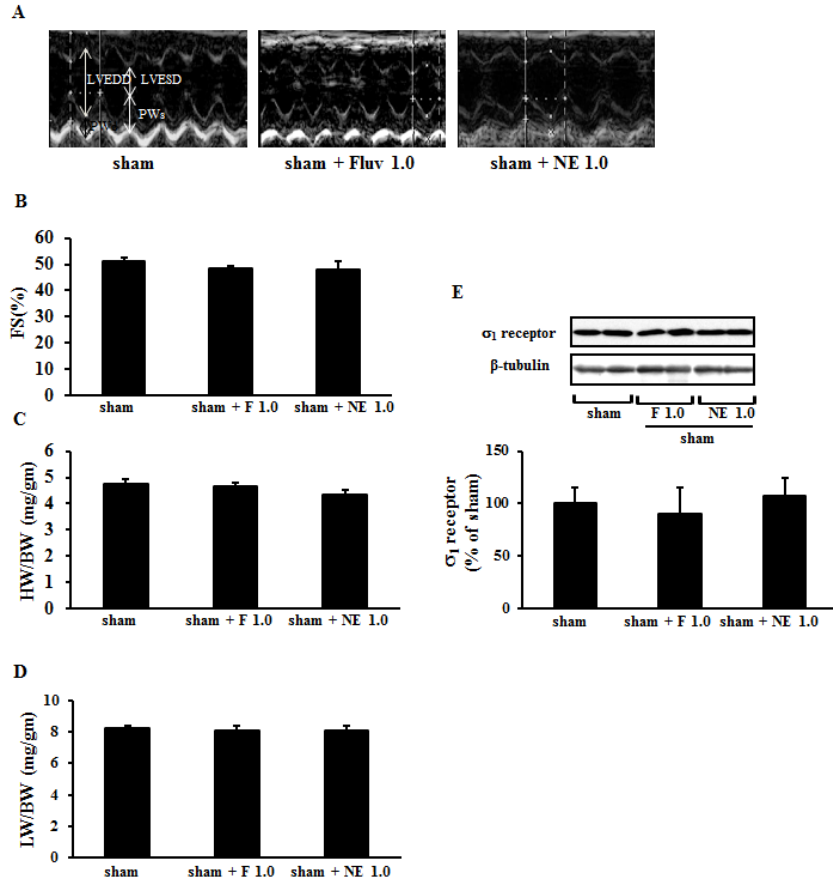 A
LVEDD
LVESD
PWs
sham
sham + Fluv 1.0
sham + NE 1.0
B
FS(%)
60
50
40
30
20
10
0
sham
sham + F 1.0
sham + NE 1.0
C
HW/BW (mg/gm)
6
5
4
3
2
1
0
sham
sham + F 1.0
sham + NE 1.0
D
LW/BW (mg/gm)
10
8
6
4
2
0
sham
sham + F 1.0
sham + NE 1.0
E
σ1 receptor
β-tubulin
sham
F 1.0
NE 1.0
sham
σ1 receptor
(% of sham)
150
100
50
0
sham
sham + F 1.0
sham + NE 1.0